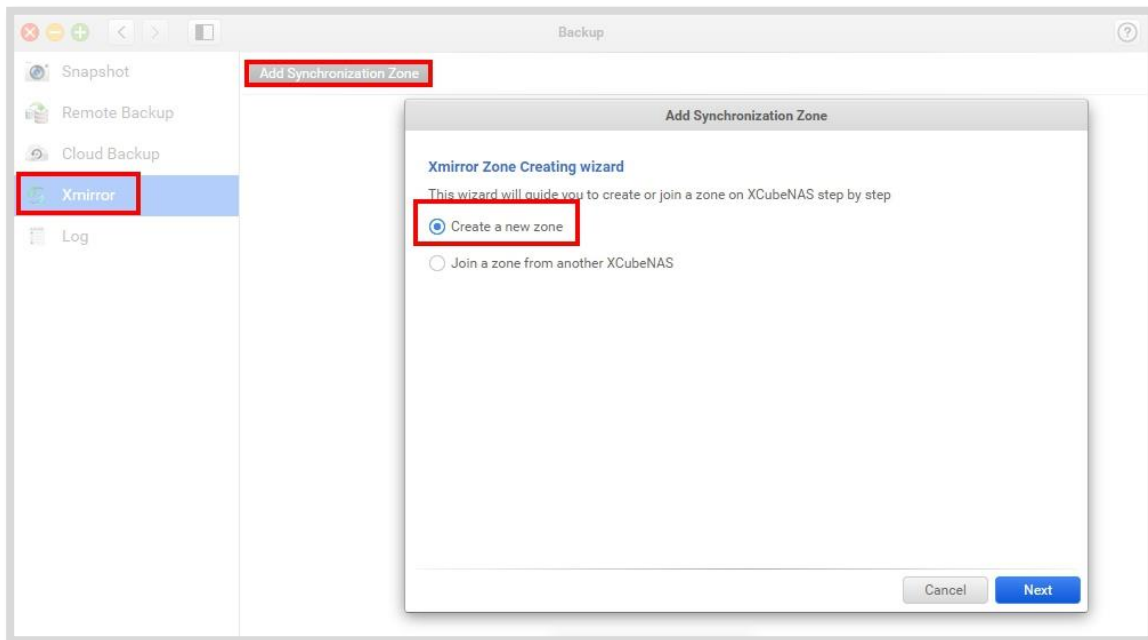 Backup
?
Snapshot
Remote Backup
Cloud Backup
Xmirror
Log
Add Synchronization Zone
Add Synchronization Zone
Xmirror Zone Creating wizard
This wizard will guide you to create or join a zone on XCubeNAS step by step
Create a new zone
Join a zone from another XCubeNAS
Cancel
Next